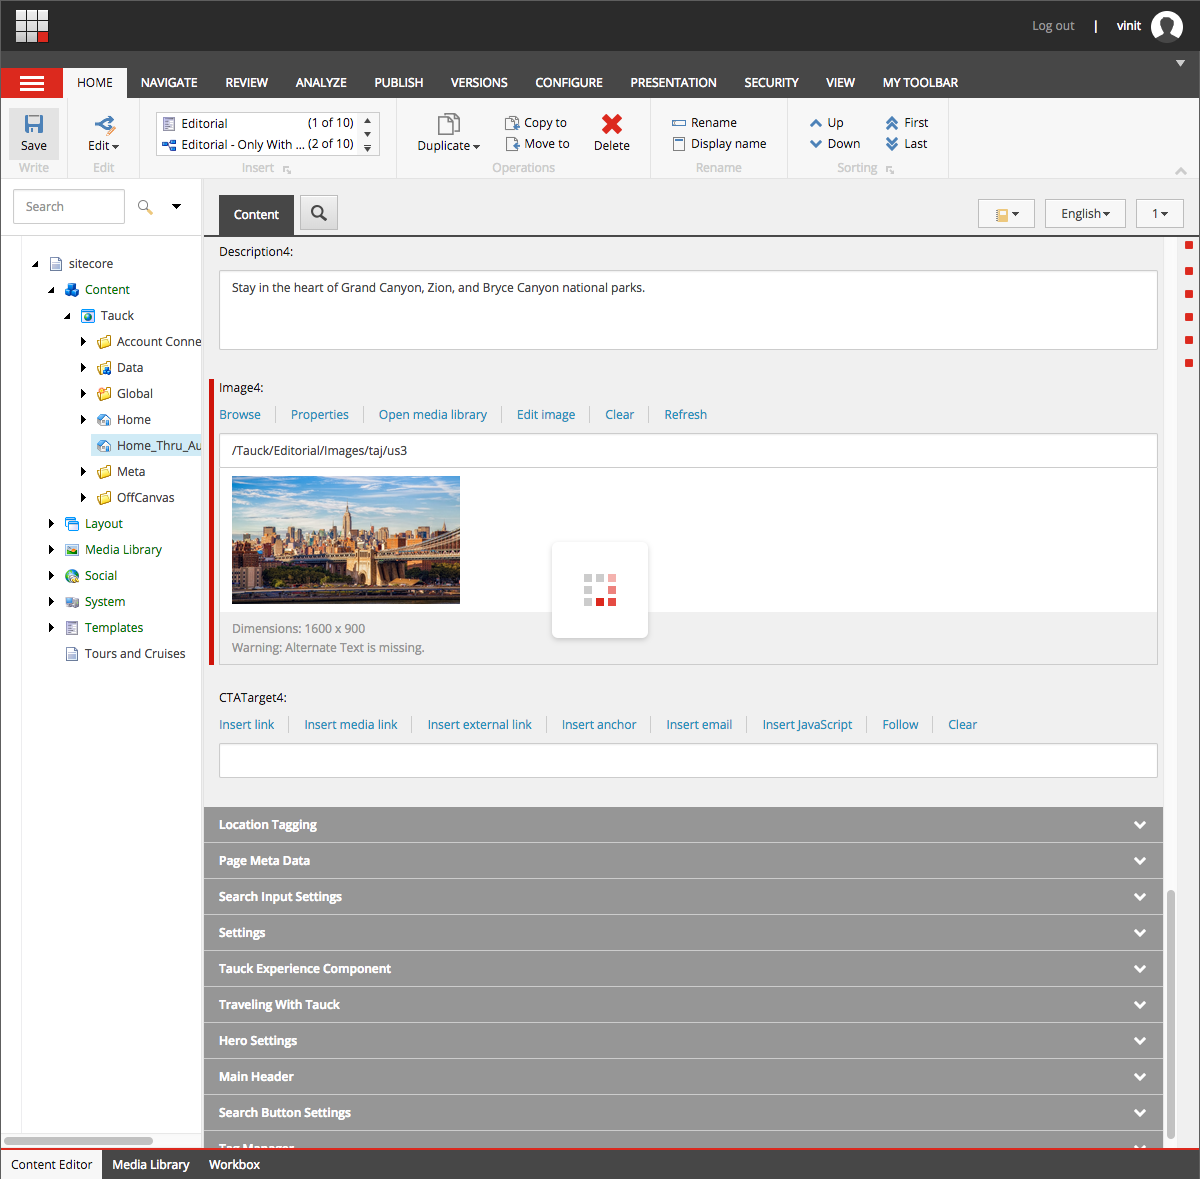 Log out | vinit
HOME NAVIGATE REVIEW ANALYZE PUBLISH VERSIONS CONFIGURE PRESENTATION SECURITY VIEW MY TOOLBAR
Save
Write
Edit
Edit
Editorial (1 of 10)
Editorial - Only With ... (2 of 10)
Insert
Duplicate
Copy to
Move to
Delete
Operations
Rename
Display name
Rename
Up
Down
First
Last
Sorting
Search
sitecore
Content
Tauck
Account Conne
Data
Global
Home
Home_Thru_Au
Meta
OffCanvas
Layout
Media Library
Social
System
Templates
Tours and Cruises
Content
English
1
Description4:
Stay in the heart of Grand Canyon, Zion, and Bryce Canyon national parks.
Image4:
Browse Properties Open media library Edit image Clear Refresh
/Tauck/Editorial/Images/taj/us3
Dimensions: 1600 x 900
Warning: Alternate Text is missing.
CTATarget4:
Insert link Insert media link Insert external link Insert anchor Insert email Insert JavaScript Follow Clear
Location Tagging
Page Meta Data
Search Input Settings
Settings
Tauck Experience Component
Traveling With Tauck
Hero Settings
Main Header
Search Button Settings
Content Editor Media Library Workbox